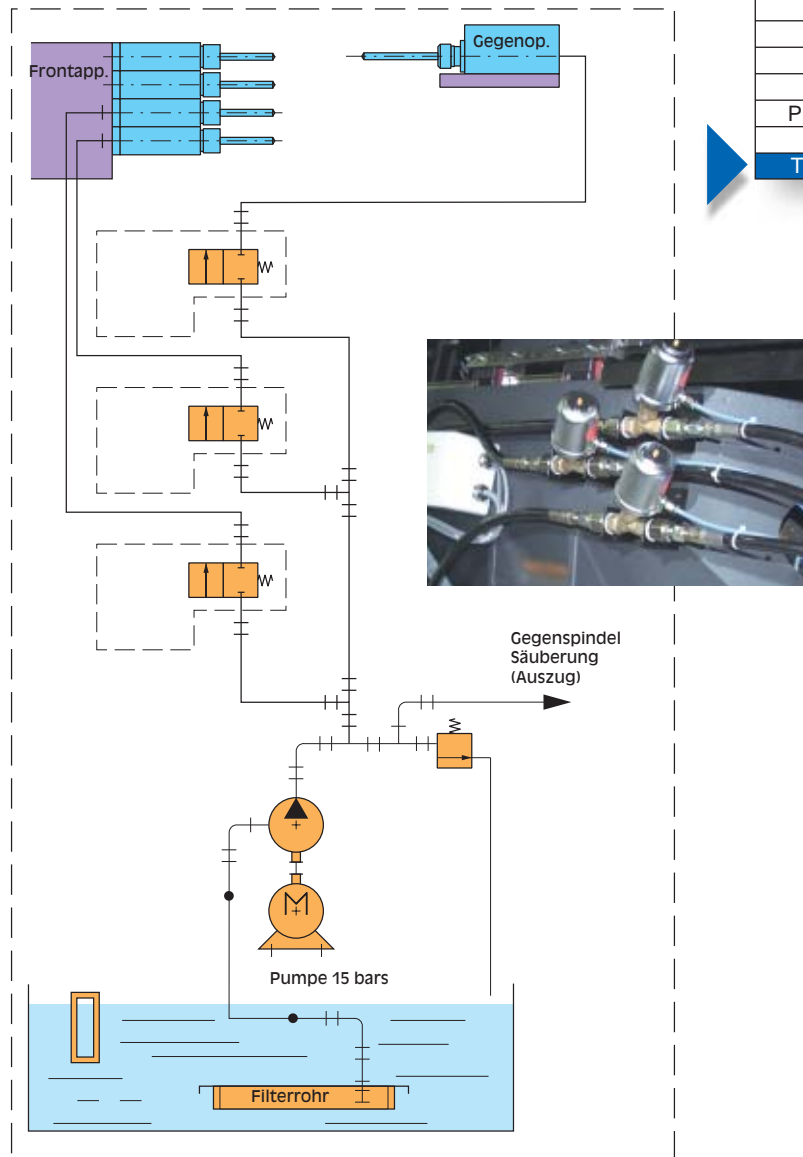 Frontapp.
Gegenop.
P
T
Gegenspindel
Säuberung
(Auszug)
M
Pumpe 15 bars
Filterrohr